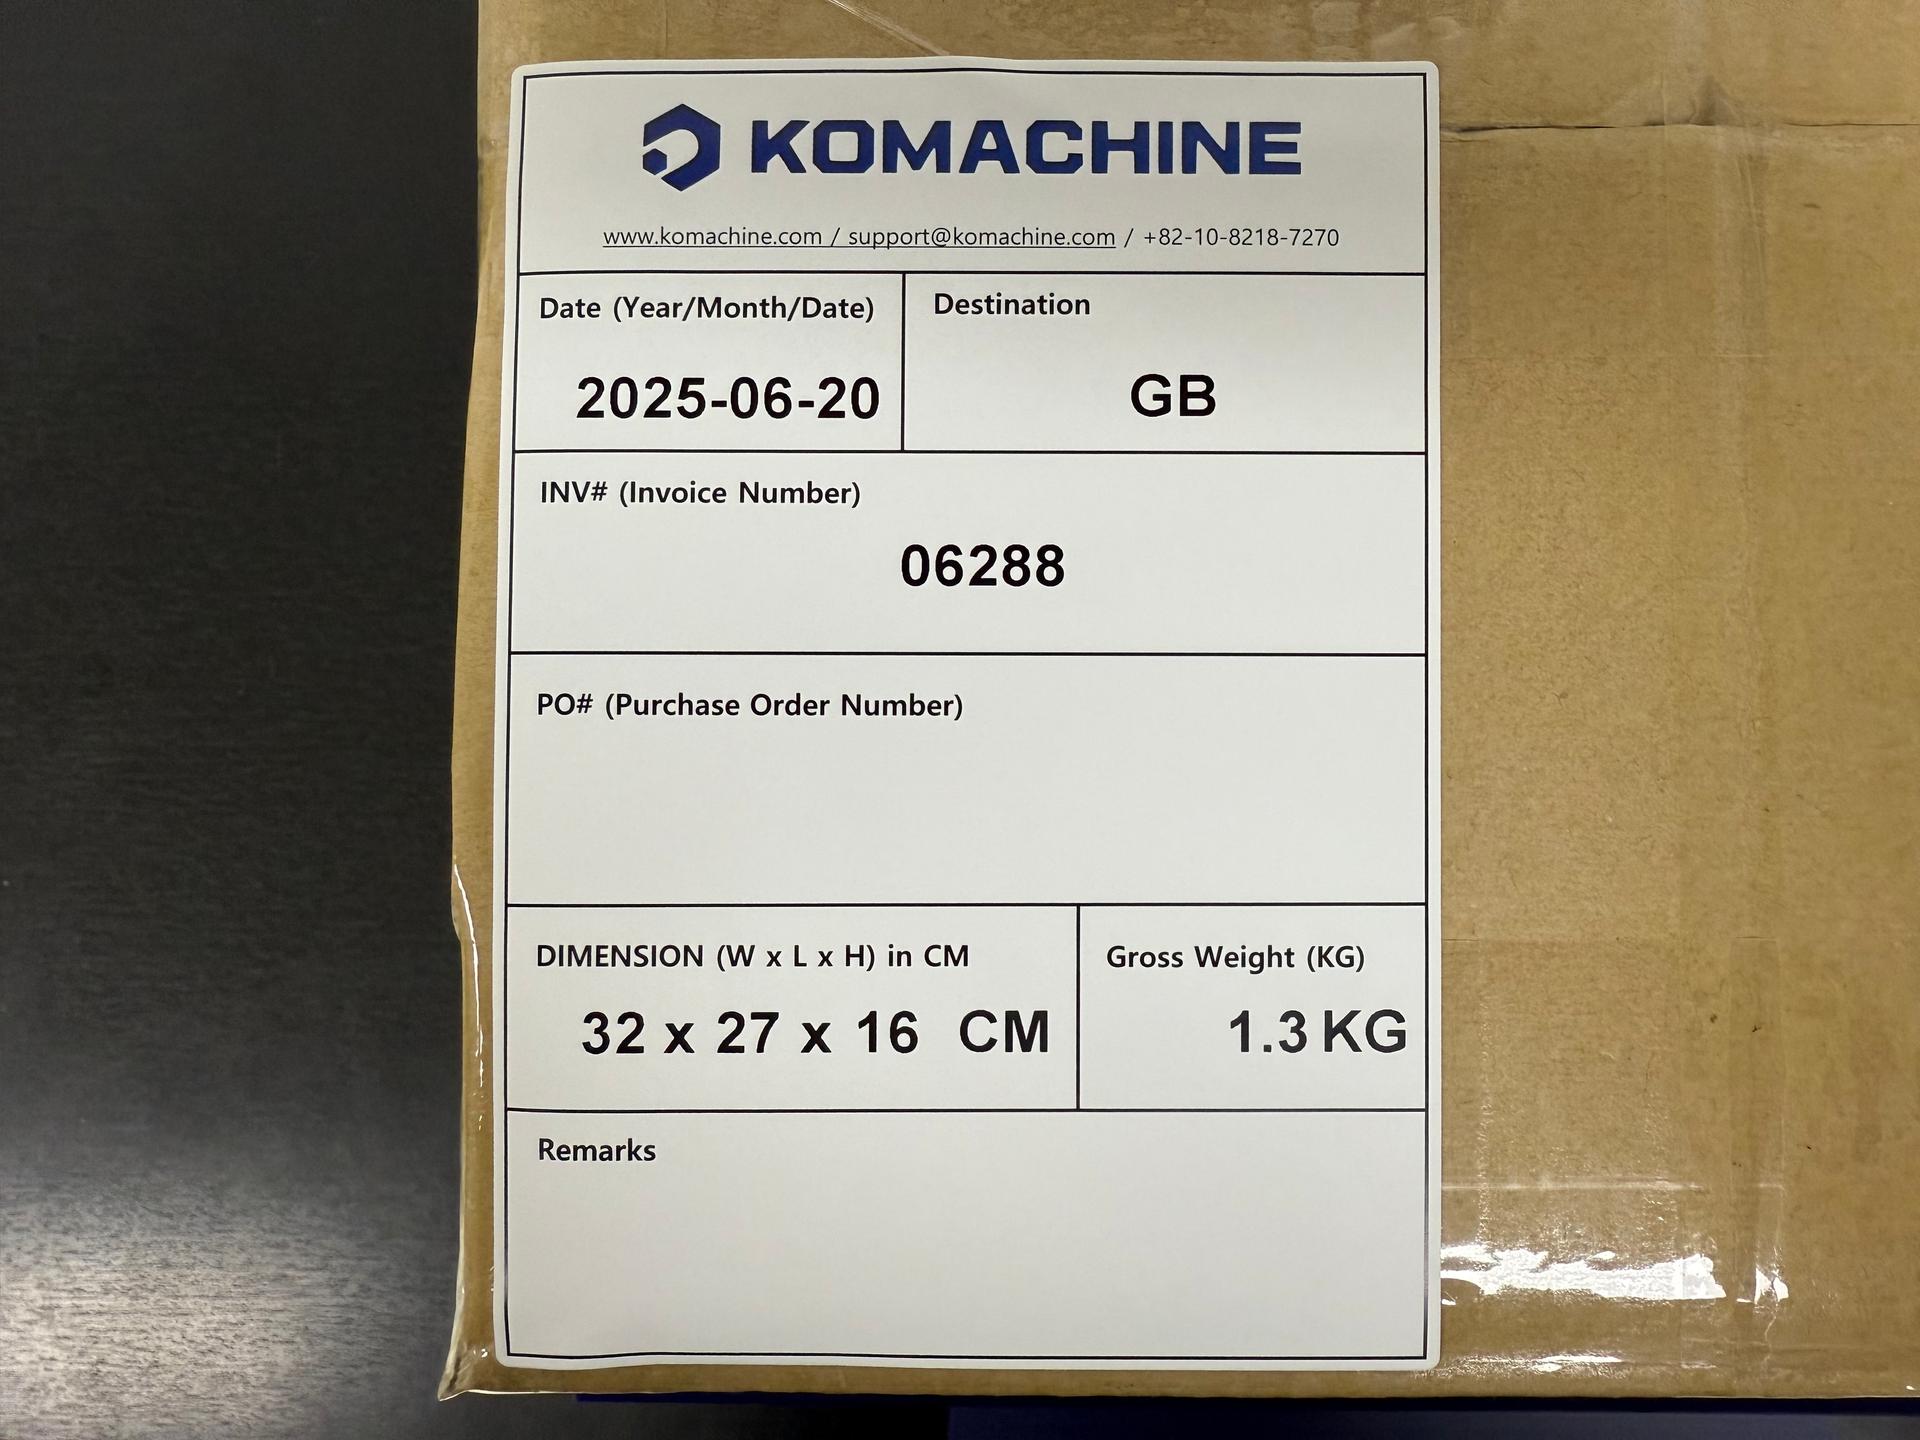 KOMACHINE
www.komachine.com / support@komachine.com / +82-10-8218-7270
Date (Year/Month/Date)
2025-06-20
Destination
GB
INV# (Invoice Number)
06288
PO# (Purchase Order Number)
DIMENSION (W x L x H) in CM
32 x 27 x 16 CM
Gross Weight (KG)
1.3 KG
Remarks